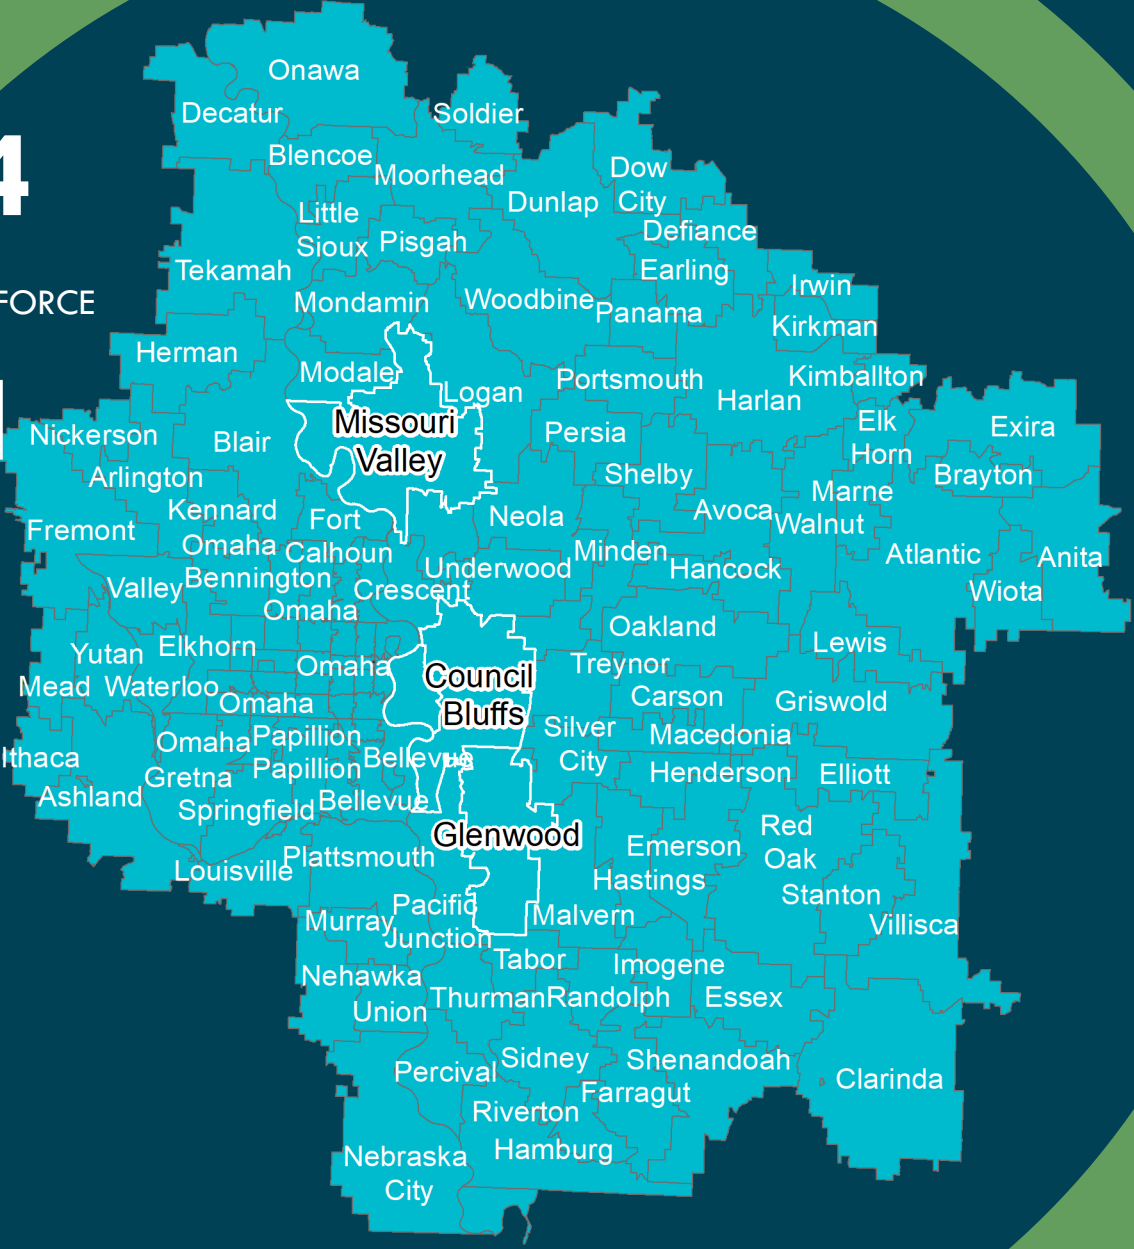 4
FORCE
Onawa
Decatur
Soldier
Blencoe
Moorhead
Dow
City
Dunlap
Little
Sioux
Pisgah
Defiance
Tekamah
Earling
Irwin
Mondamin
Woodbine
Panama
Kirkman
Herman
Modale
Logan
Portsmouth
Kimballton
Harlan
Missouri
Valley
Nickerson
Blair
Persia
Elk
Horn
Exira
Arlington
Shelby
Brayton
Marne
Kennard
Fort
Calhoun
Neola
Avoca
Walnut
Fremont
Omaha
Minden
Atlantic
Anita
Valley
Bennington
Crescent
Underwood
Hancock
Wiota
Omaha
Oakland
Lewis
Yutan
Elkhorn
Omaha
Council
Bluffs
Treynor
Mead
Waterloo
Omaha
Carson
Griswold
Silver
City
Macedonia
Omaha
Papillion
Ithaca
Gretna
Papillion
Bellevue
Henderson
Elliott
Ashland
Springfield
Bellevue
Glenwood
Red
Oak
Emerson
Plattsmouth
Louisville
Hastings
Stanton
Murray
Pacific
Junction
Malvern
Villisca
Nehawka
Tabor
Imogene
Union
Thurman
Randolph
Essex
Percival
Sidney
Shenandoah
Clarinda
Farragut
Riverton
Nebraska
City
Hamburg